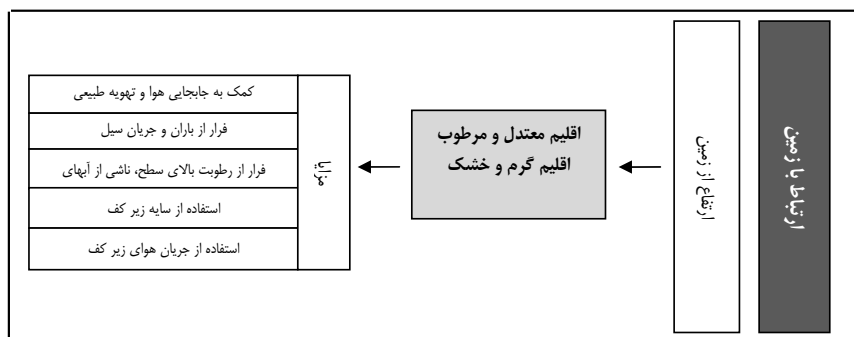 ارتباط با زمین
ارتفاع از زمین
اقلیم معتدل و مرطوب
اقلیم گرم و خشک
مزایا
کمک به جابجایی هوا و تهویه طبیعی
فرار از باران و جریان سیل
فرار از رطوبت بالای سطح، ناشی از آبهای
استفاده از سایه زیر کف
استفاده از جریان هوای زیر کف